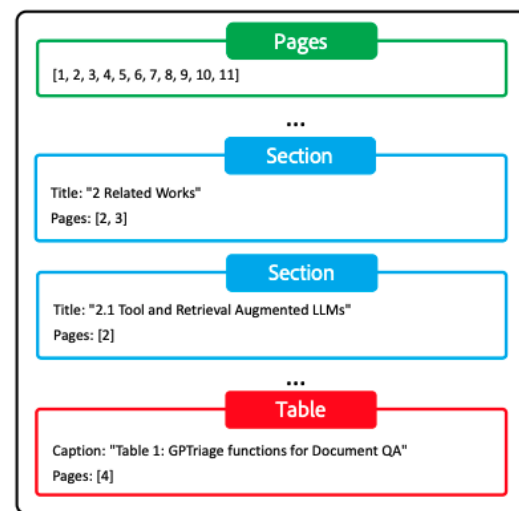 Pages
[1, 2, 3, 4, 5, 6, 7, 8, 9, 10, 11]
...
Section
Title: "2 Related Works"
Pages: [2, 3]
Section
Title: "2.1 Tool and Retrieval Augmented LLMs"
Pages: [2]
...
Table
Caption: "Table 1: GPTriage functions for Document QA"
Pages: [4]